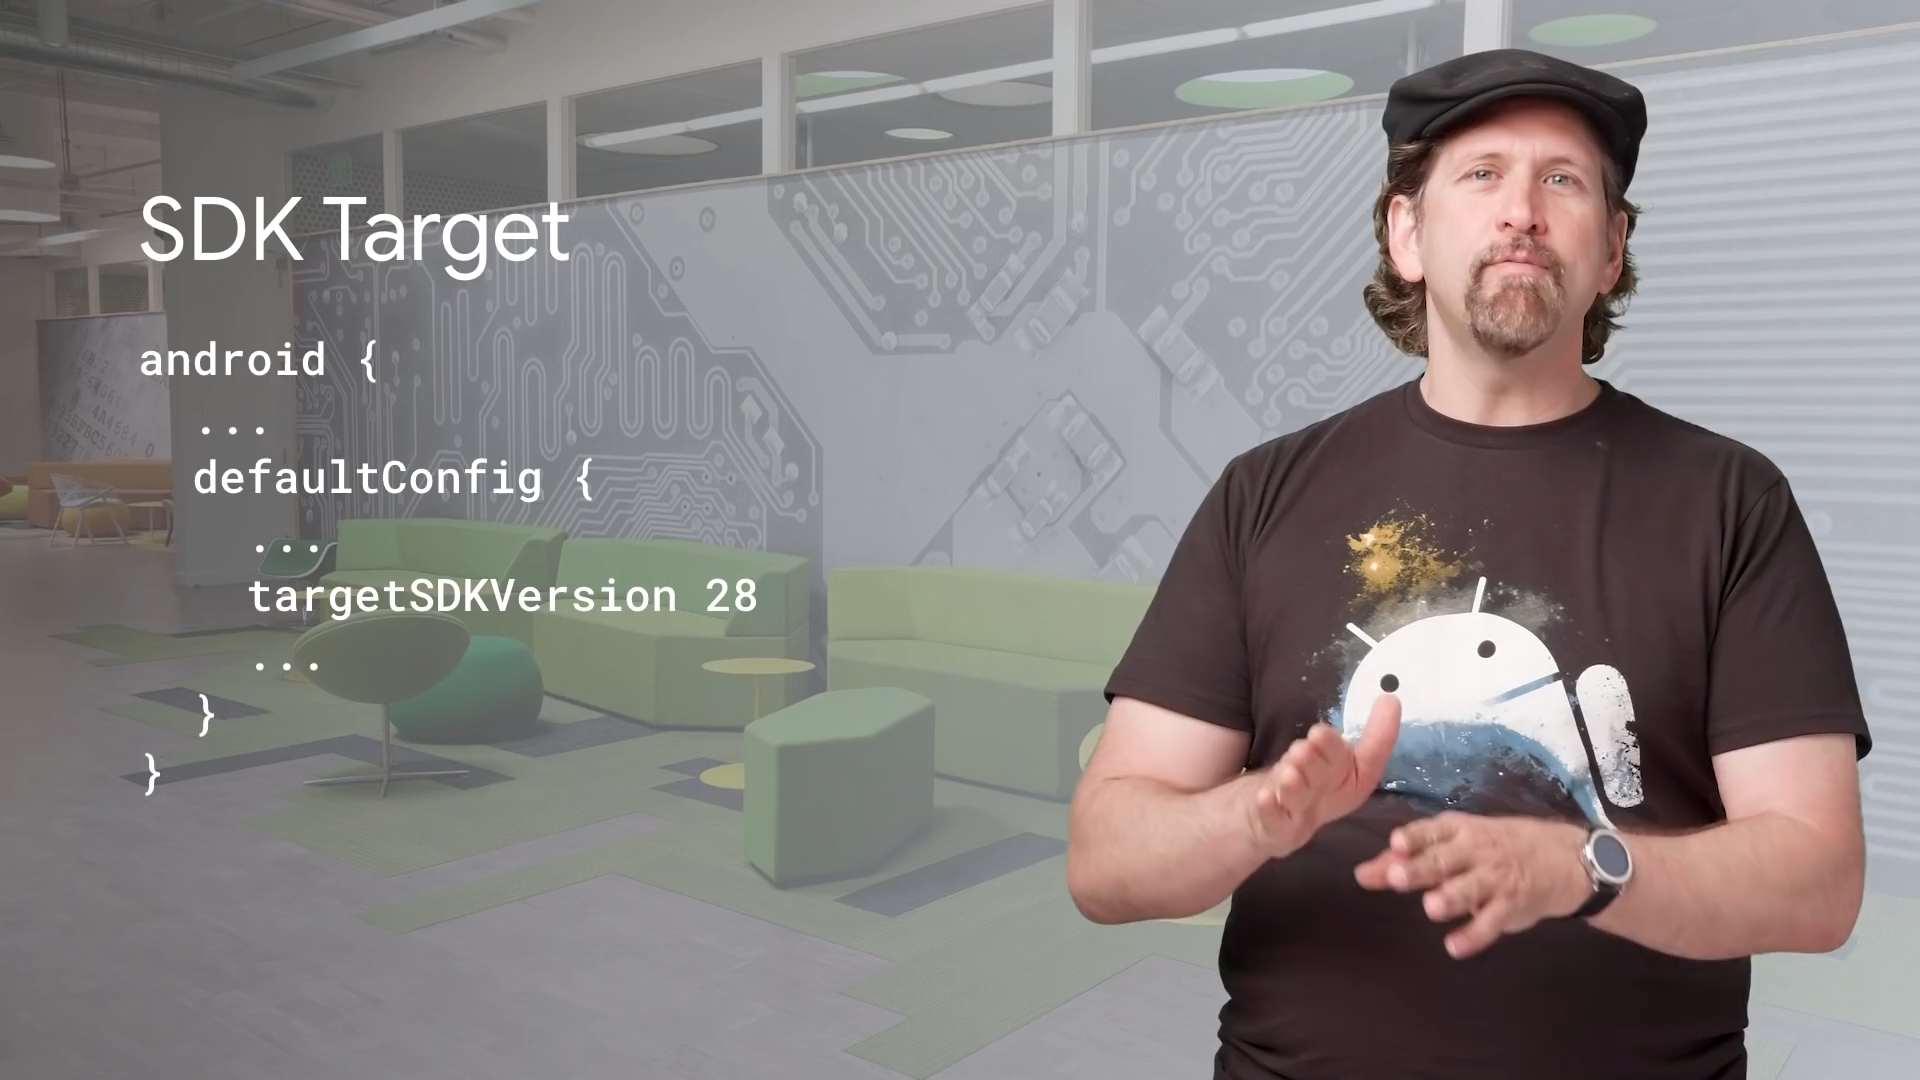 SDK Target
android {
...
defaultConfig {
...
targetSDKVersion 28
...
}
}